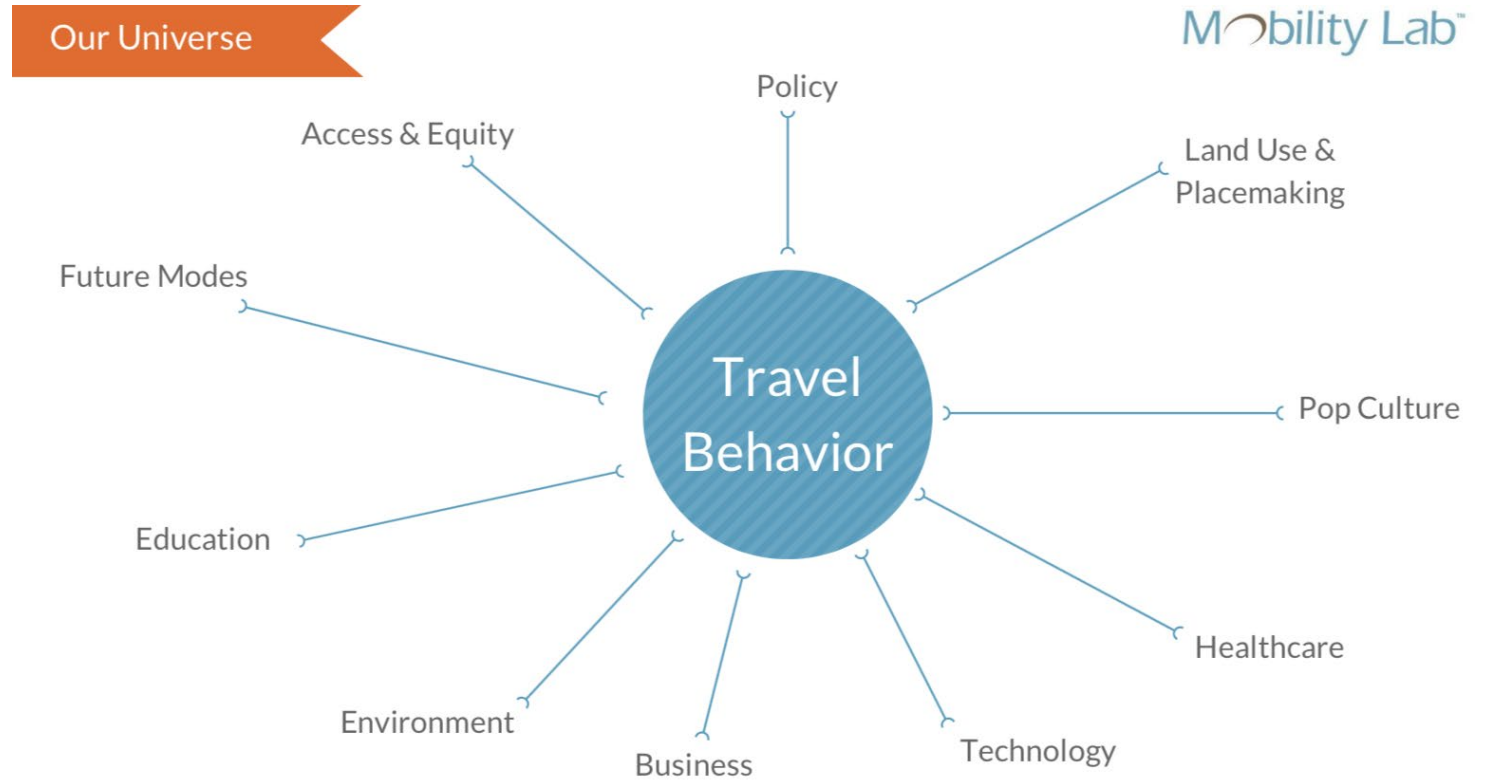 Our Universe
Mobility Lab™
Policy
Access & Equity
Land Use &
Placemaking
Future Modes
Travel
Behavior
Pop Culture
Education
Healthcare
Environment
Business
Technology